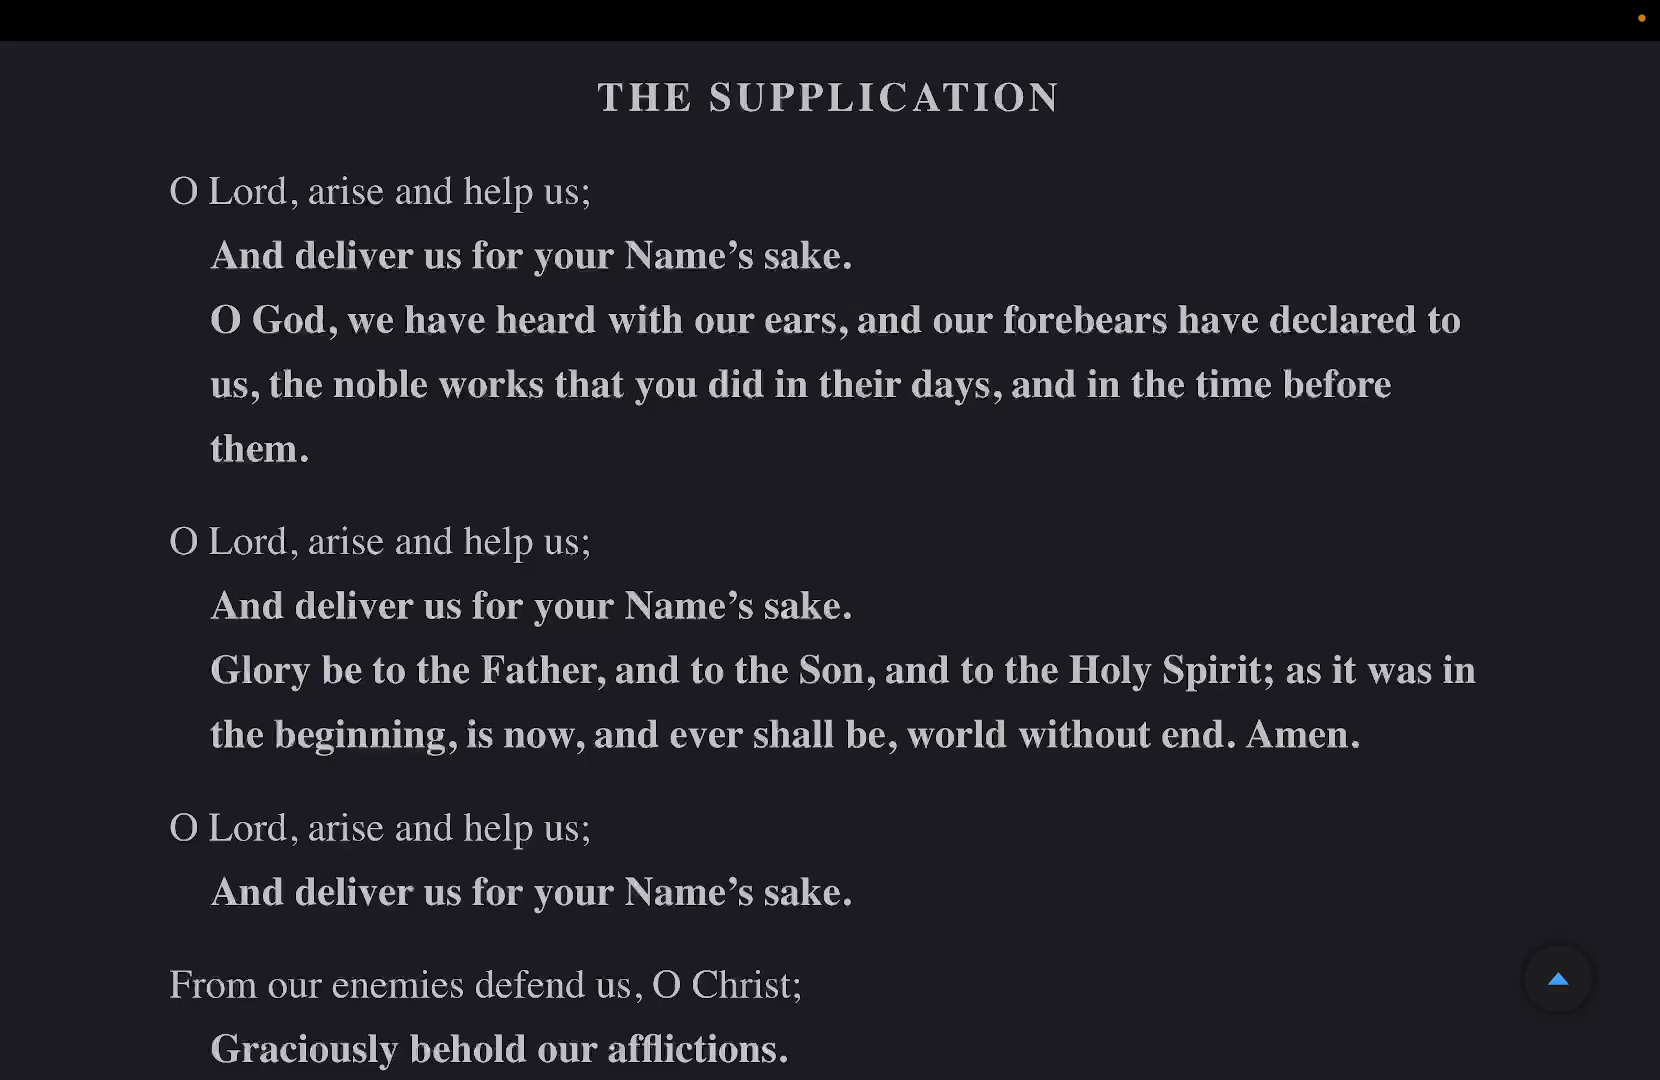 THE SUPPLICATION
O Lord, arise and help us;
And deliver us for your Name’s sake.
O God, we have heard with our ears, and our forebears have declared to
us, the noble works that you did in their days, and in the time before
them.
O Lord, arise and help us;
And deliver us for your Name’s sake.
Glory be to the Father, and to the Son, and to the Holy Spirit; as it was in
the beginning, is now, and ever shall be, world without end. Amen.
O Lord, arise and help us;
And deliver us for your Name’s sake.
From our enemies defend us, O Christ;
Graciously behold our afflictions.